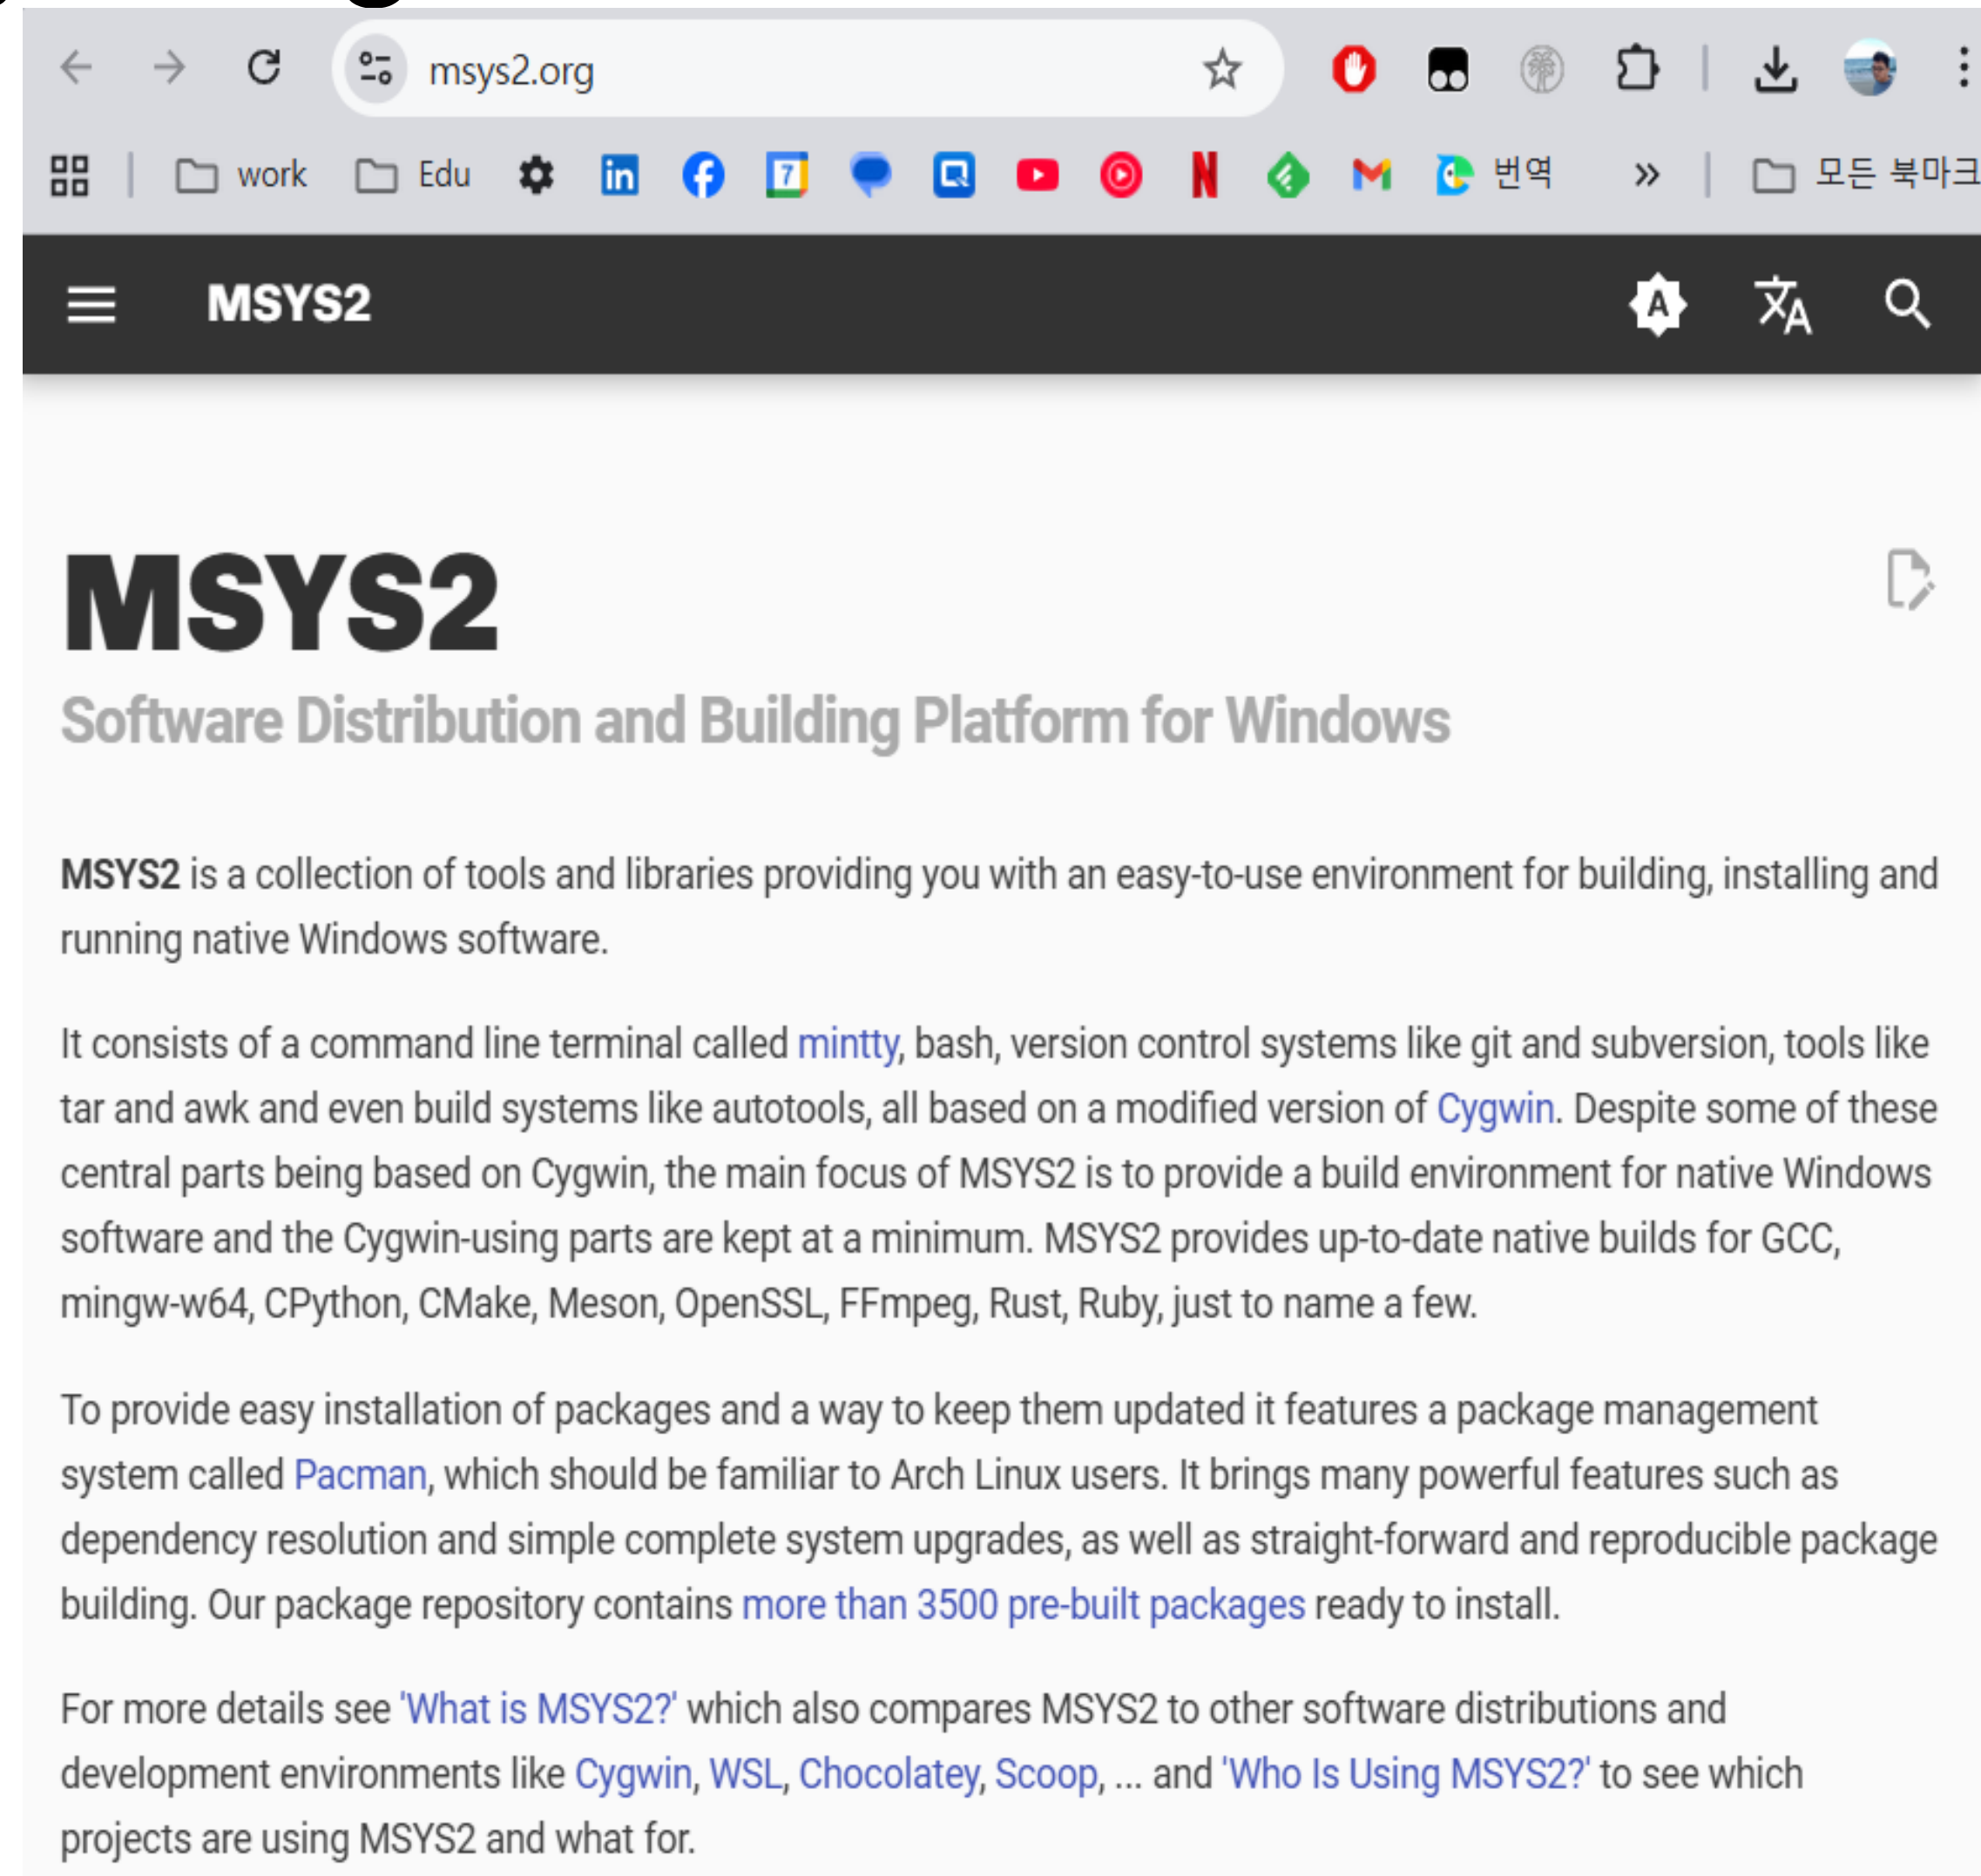 msys2.org
work Edu 7 번역 모든 북마크
MSYS2
MSYS2
Software Distribution and Building Platform for Windows
MSYS2 is a collection of tools and libraries providing you with an easy-to-use environment for building, installing and
running native Windows software.
It consists of a command line terminal called mintty, bash, version control systems like git and subversion, tools like
tar and awk and even build systems like autotools, all based on a modified version of Cygwin. Despite some of these
central parts being based on Cygwin, the main focus of MSYS2 is to provide a build environment for native Windows
software and the Cygwin-using parts are kept at a minimum. MSYS2 provides up-to-date native builds for GCC,
mingw-w64, CPython, CMake, Meson, OpenSSL, FFmpeg, Rust, Ruby, just to name a few.
To provide easy installation of packages and a way to keep them updated it features a package management
system called Pacman, which should be familiar to Arch Linux users. It brings many powerful features such as
dependency resolution and simple complete system upgrades, as well as straight-forward and reproducible package
building. Our package repository contains more than 3500 pre-built packages ready to install.
For more details see 'What is MSYS2?' which also compares MSYS2 to other software distributions and
development environments like Cygwin, WSL, Chocolatey, Scoop, ... and 'Who Is Using MSYS2?' to see which
projects are using MSYS2 and what for.